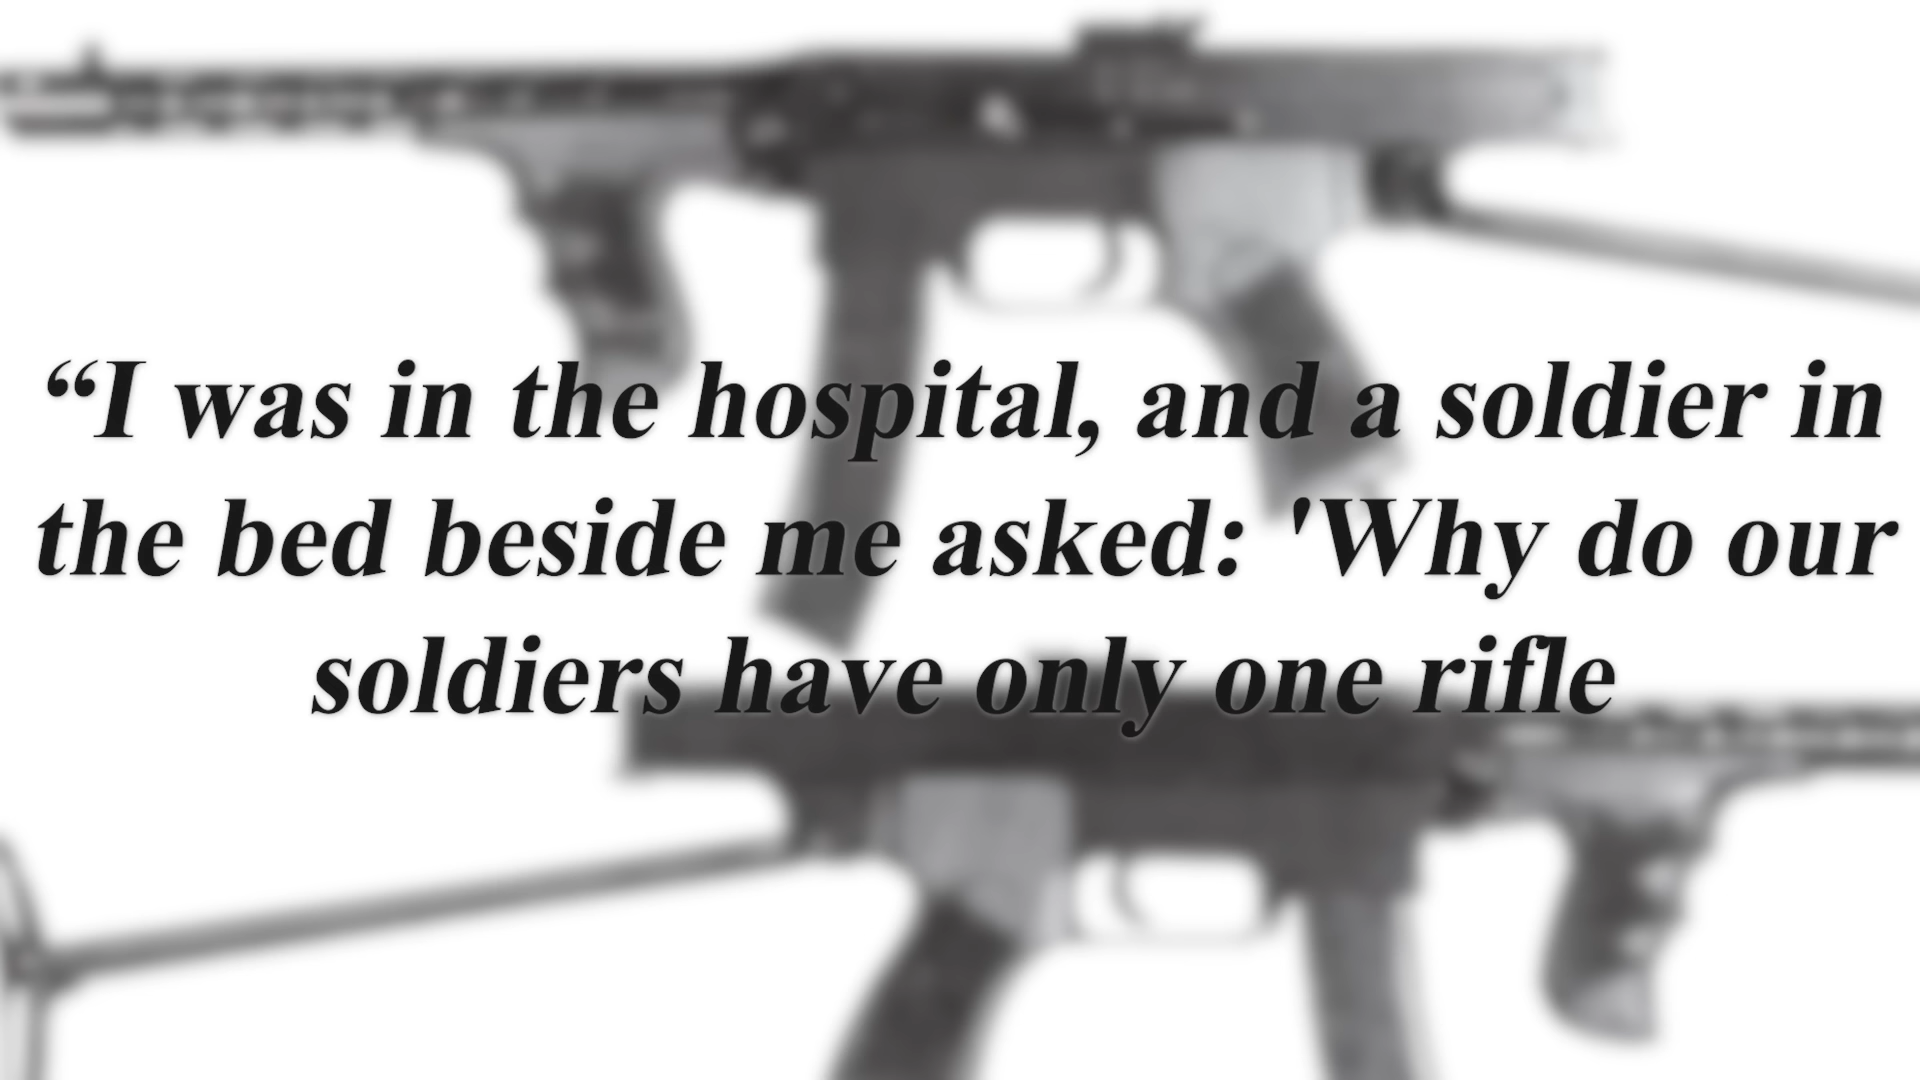 “I was in the hospital, and a soldier in
the bed beside me asked: 'Why do our
soldiers have only one rifle